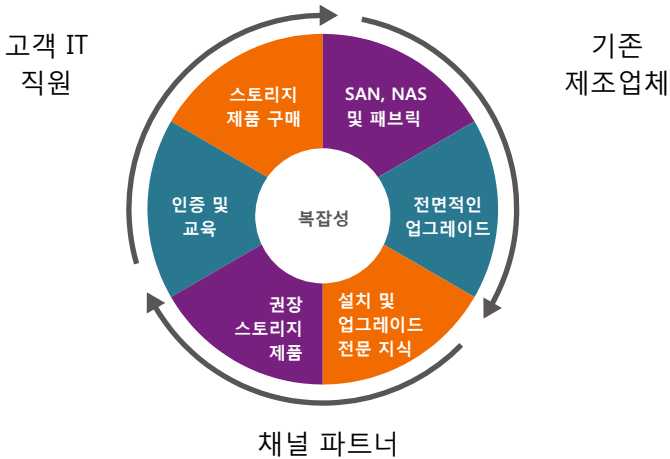 고객 IT
직원
기존
제조업체
스토리지
제품 구매
SAN, NAS
및 패브릭
인증 및
교육
복잡성
전면적인
업그레이드
권장
스토리지
제품
설치 및
업그레이드
전문 지식
채널 파트너